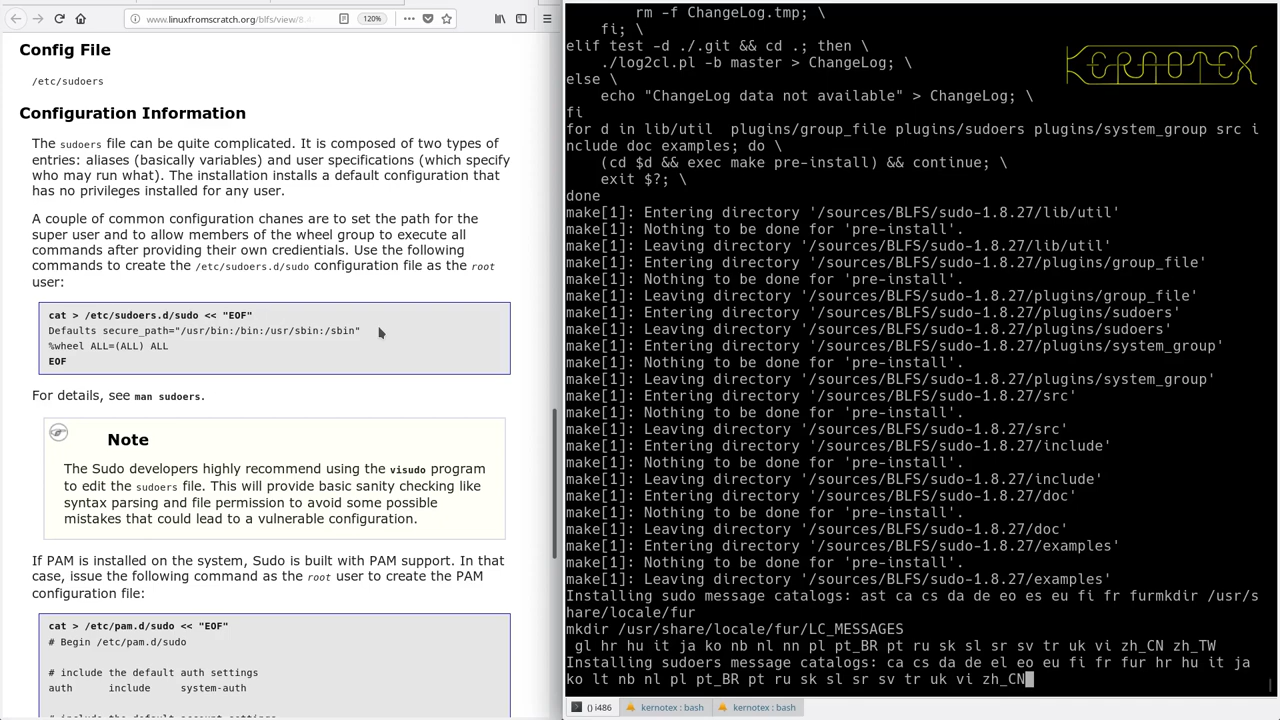 www.linuxfromscratch.org/blfs/view/8.
120%
Config File
/etc/sudoers
Configuration Information
The sudoers file can be quite complicated. It is composed of two types of
entries: aliases (basically variables) and user specifications (which specify
who may run what). The installation installs a default configuration that
has no privileges installed for any user.
A couple of common configuration chanes are to set the path for the
super user and to allow members of the wheel group to execute all
commands after providing their own credentials. Use the following
commands to create the /etc/sudoers.d/sudo configuration file as the root
user:
cat > /etc/sudoers.d/sudo << "EOF"
Defaults secure_path="/usr/bin:/bin:/usr/sbin:/sbin"
%wheel ALL=(ALL) ALL
EOF
For details, see man sudoers.
Note
The Sudo developers highly recommend using the visudo program
to edit the sudoers file. This will provide basic sanity checking like
syntax parsing and file permission to avoid some possible
mistakes that could lead to a vulnerable configuration.
If PAM is installed on the system, Sudo is built with PAM support. In that
case, issue the following command as the root user to create the PAM
configuration file:
cat > /etc/pam.d/sudo << "EOF"
# Begin /etc/pam.d/sudo
# include the default auth settings
auth include system-auth
rm -f ChangeLog.tmp; \
fi; \
elif test -d ./.git && cd .; then \
./log2cl.pl -b master > ChangeLog; \
else \
echo "ChangeLog data not available" > ChangeLog; \
fi
for d in lib/util plugins/group_file plugins/sudoers plugins/system_group src i
nclude doc examples; do \
(cd $d && exec make pre-install) && continue; \
exit $?; \
done
make[1]: Entering directory '/sources/BLFS/sudo-1.8.27/lib/util'
make[1]: Nothing to be done for 'pre-install'.
make[1]: Leaving directory '/sources/BLFS/sudo-1.8.27/lib/util'
make[1]: Entering directory '/sources/BLFS/sudo-1.8.27/plugins/group_file'
make[1]: Nothing to be done for 'pre-install'.
make[1]: Leaving directory '/sources/BLFS/sudo-1.8.27/plugins/group_file'
make[1]: Entering directory '/sources/BLFS/sudo-1.8.27/plugins/sudoers'
make[1]: Nothing to be done for 'pre-install'.
make[1]: Leaving directory '/sources/BLFS/sudo-1.8.27/plugins/sudoers'
make[1]: Entering directory '/sources/BLFS/sudo-1.8.27/plugins/system_group'
make[1]: Nothing to be done for 'pre-install'.
make[1]: Leaving directory '/sources/BLFS/sudo-1.8.27/plugins/system_group'
make[1]: Entering directory '/sources/BLFS/sudo-1.8.27/src'
make[1]: Nothing to be done for 'pre-install'.
make[1]: Leaving directory '/sources/BLFS/sudo-1.8.27/src'
make[1]: Entering directory '/sources/BLFS/sudo-1.8.27/include'
make[1]: Nothing to be done for 'pre-install'.
make[1]: Leaving directory '/sources/BLFS/sudo-1.8.27/include'
make[1]: Entering directory '/sources/BLFS/sudo-1.8.27/doc'
make[1]: Nothing to be done for 'pre-install'.
make[1]: Leaving directory '/sources/BLFS/sudo-1.8.27/doc'
make[1]: Entering directory '/sources/BLFS/sudo-1.8.27/examples'
make[1]: Nothing to be done for 'pre-install'.
make[1]: Leaving directory '/sources/BLFS/sudo-1.8.27/examples'
Installing sudo message catalogs: ast ca cs da de eo es eu fi fr furmkdir /usr/s
hare/locale/fur
mkdir /usr/share/locale/fur/LC_MESSAGES
gl hr hu it ja ko nb nl nn pl pt_BR pt ru sk sl sr sv tr uk vi zh_CN zh_TW
Installing sudoers message catalogs: ca cs da de el eo eu fi fr fur hr hu it ja
ko lt nb nl pl pt_BR pt ru sk sl sr sv tr uk vi zh_CN
KERNOTEX
() i486
kernotex : bash
kernotex : bash